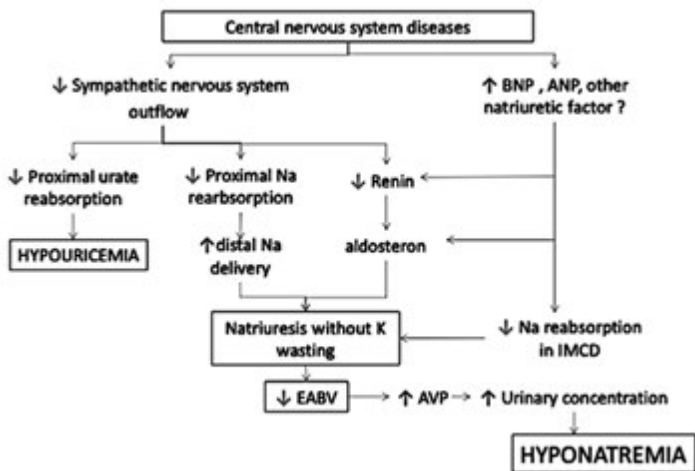 Central nervous system diseases
↓ Sympathetic nervous system
outflow
↑ BNP , ANP, other
natriuretic factor ?
↓ Proximal urate
reabsorption
↓ Proximal Na
rearbsorption
↓ Renin
HYPOURICEMIA
↑distal Na
delivery
aldosteron
Natriuresis without K
wasting
↓ Na reabsorption
in IMCD
↓ EABV
↑ AVP
↑ Urinary concentration
HYPONATREMIA